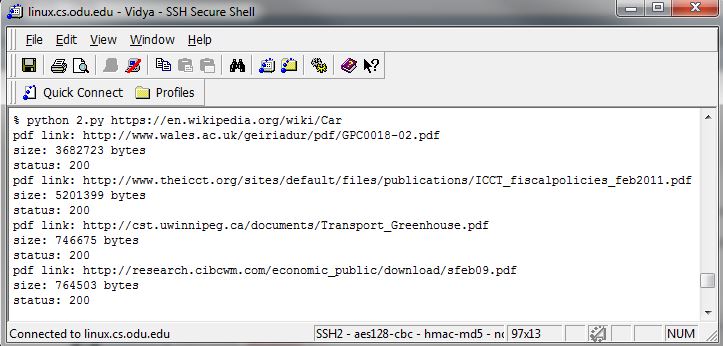 linux.cs.odu.edu - Vidya - SSH Secure Shell
File Edit View Window Help
Quick Connect Profiles
% python 2.py https://en.wikipedia.org/wiki/Car
pdf link: http://www.wales.ac.uk/geiriadur/pdf/GPC0018-02.pdf
size: 3682723 bytes
status: 200
pdf link: http://www.theicct.org/sites/default/files/publications/ICCT_fiscalpolicies_feb2011.pdf
size: 5201399 bytes
status: 200
pdf link: http://cst.uwinnipeg.ca/documents/Transport_Greenhouse.pdf
size: 746675 bytes
status: 200
pdf link: http://research.cibcwm.com/economic_public/download/sfeb09.pdf
size: 764503 bytes
status: 200
Connected to linux.cs.odu.edu SSH2 - aes128-cbc - hmac-md5 - 97x13 NUM